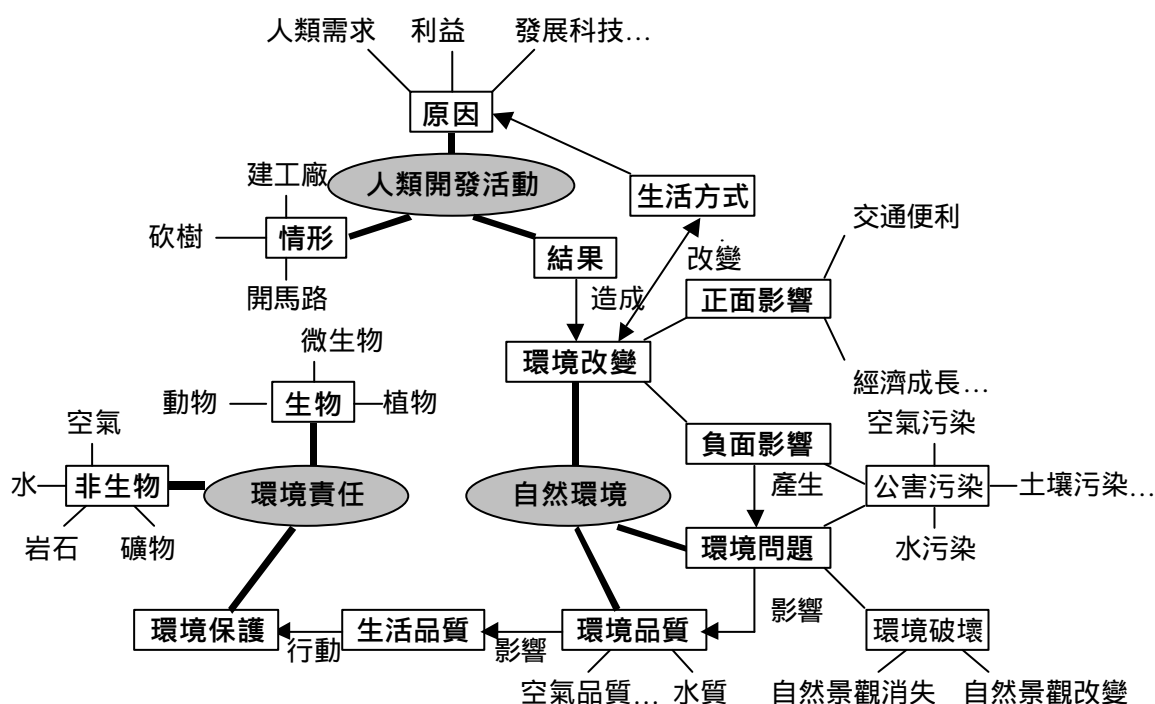 人類需求 利益 發展科技…
原因
人類開發活動
建工廠
生活方式
交通便利
砍樹
情形
結果
改變
開馬路
造成
正面影響
微生物
環境改變
動物
生物
植物
經濟成長…
空氣
負面影響
空氣污染
水
非生物
環境責任
自然環境
產生
公害污染
土壤污染…
岩石
礦物
環境問題
水污染
環境保護
行動
生活品質
影響
環境品質
影響
環境破壞
空氣品質…
水質
自然景觀消失
自然景觀改變